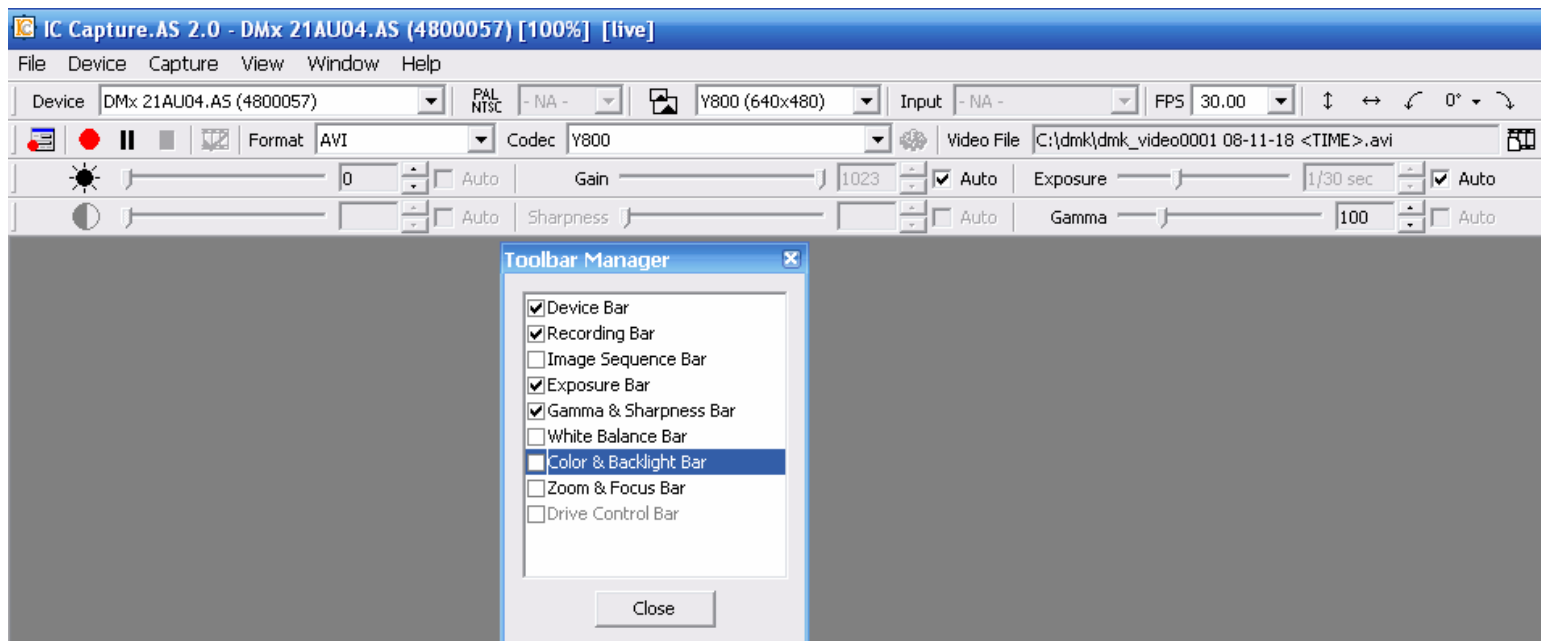 IC Capture.AS 2.0 - DMx 21AU04.AS (4800057) [100%] [live]
File Device Capture View Window Help
Device DMx 21AU04.AS (4800057) PAL NTSC - NA - Y800 (640x480) Input - NA - FPS 30.00 0°
Format AVI Codec Y800 Video File C:\dmk\dmk_video0001 08-11-18 <TIME>.avi
0 Auto Gain 1023 Auto Exposure 1/30 sec Auto
Auto Sharpness Auto Gamma 100 Auto
Toolbar Manager
Device Bar
Recording Bar
Image Sequence Bar
Exposure Bar
Gamma & Sharpness Bar
White Balance Bar
Color & Backlight Bar
Zoom & Focus Bar
Drive Control Bar
Close